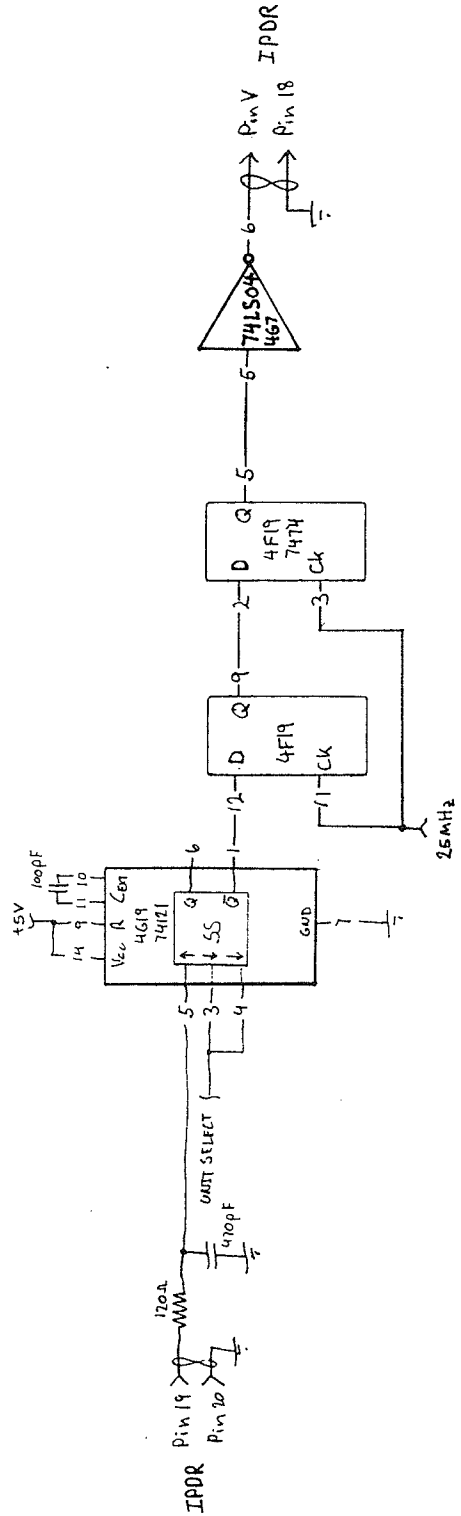 IPDR
Pin 19
Pin 20
120Ω
470pF
UNIT SELECT
5
3
4
+5V
14
9
11
10
100pF
Vcc
R
CEXT
4G19
74121
SS
Q
Q̅
6
1
GND
7
12
D
Q
4F19
Ck
11
9
25MHz
2
D
Q
4F19
7474
Ck
3
5
5
74LS04
4G7
6
Pin V
Pin 18
IPDR